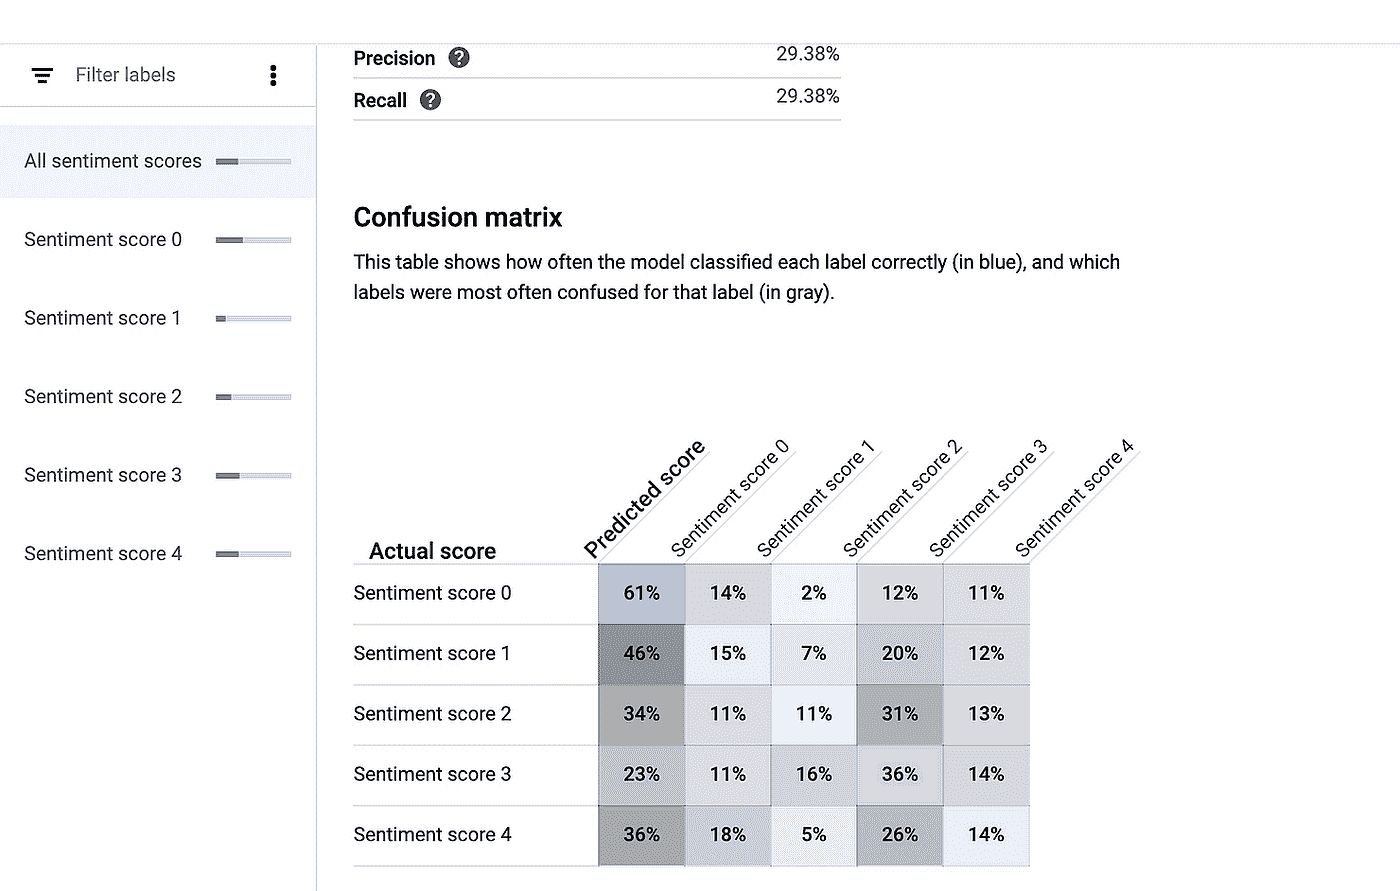 Filter labels
All sentiment scores
Sentiment score 0
Sentiment score 1
Sentiment score 2
Sentiment score 3
Sentiment score 4
Precision ? 29.38%
Recall ? 29.38%
Confusion matrix
This table shows how often the model classified each label correctly (in blue), and which
labels were most often confused for that label (in gray).
Predicted score
Sentiment score 0
Sentiment score 1
Sentiment score 2
Sentiment score 3
Sentiment score 4
Actual score
Sentiment score 0 61% 14% 2% 12% 11%
Sentiment score 1 46% 15% 7% 20% 12%
Sentiment score 2 34% 11% 11% 31% 13%
Sentiment score 3 23% 11% 16% 36% 14%
Sentiment score 4 36% 18% 5% 26% 14%